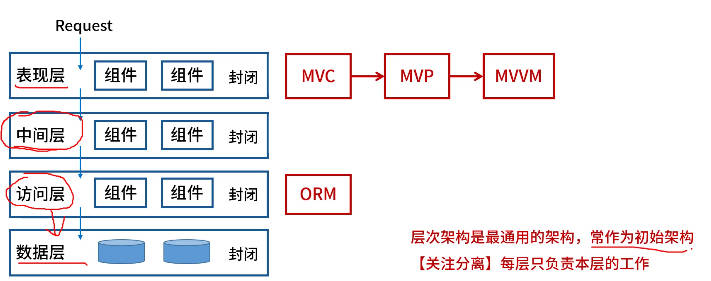 Request
表现层 组件 组件 封闭 MVC MVP MVVM
中间层 组件 组件 封闭
访问层 组件 组件 封闭 ORM
数据层 封闭
层次架构是最通用的架构，常作为初始架构
【关注分离】每层只负责本层的工作